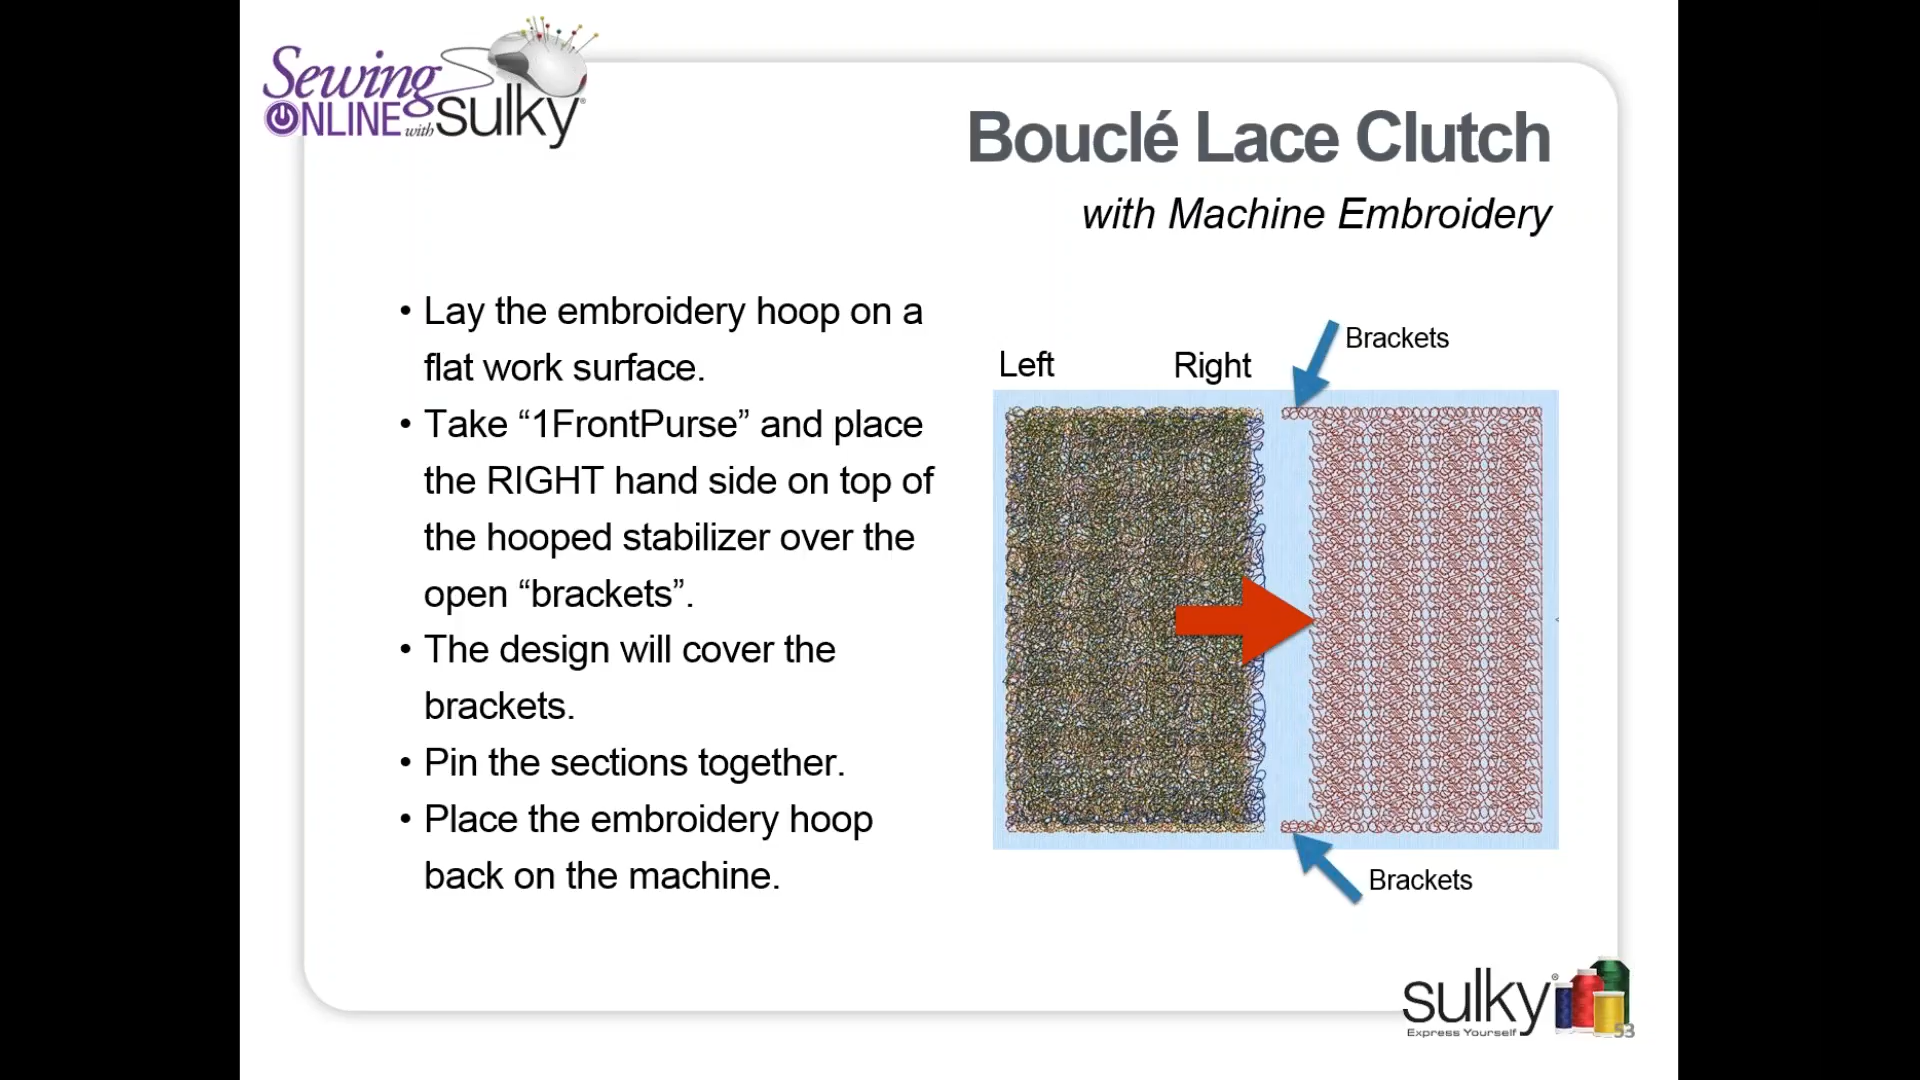 Sewing
ONLINE with sulky®
Bouclé Lace Clutch
with Machine Embroidery
• Lay the embroidery hoop on a
flat work surface.
• Take “1FrontPurse” and place
the RIGHT hand side on top of
the hooped stabilizer over the
open “brackets”.
• The design will cover the
brackets.
• Pin the sections together.
• Place the embroidery hoop
back on the machine.
Brackets
Left Right
Brackets
sulky®
Express Yourself
53